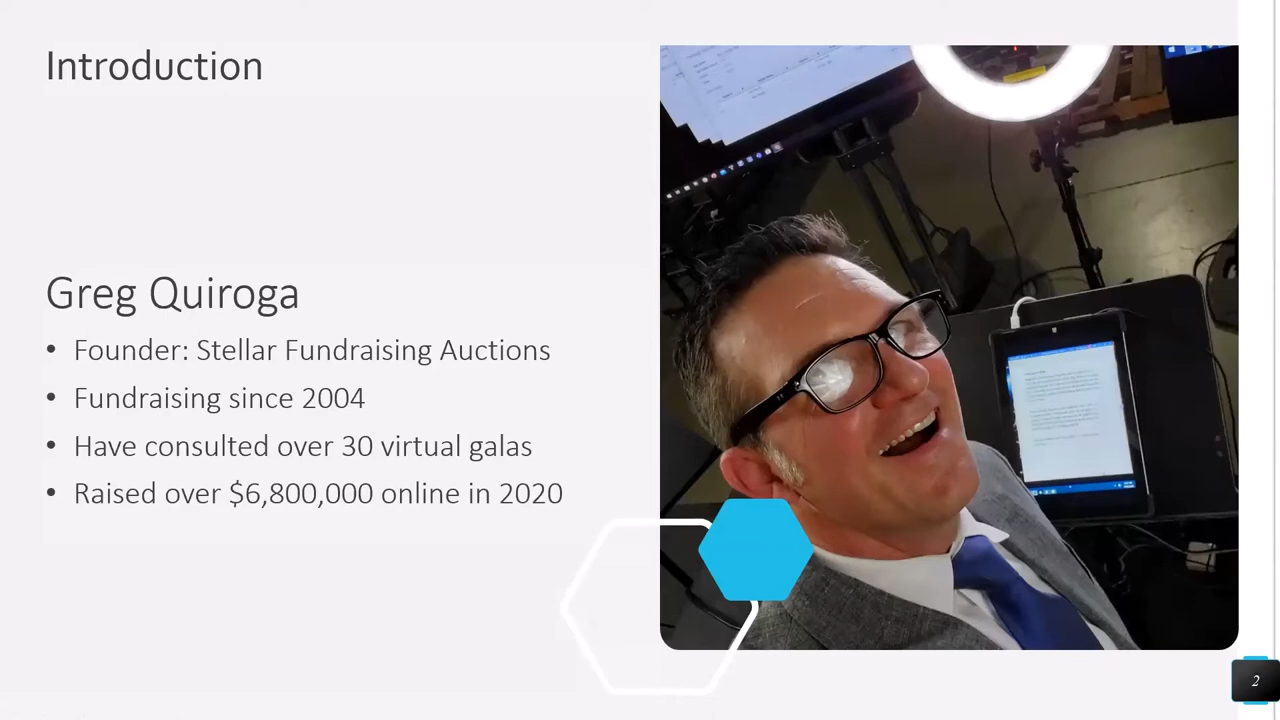 Introduction
Greg Quiroga
• Founder: Stellar Fundraising Auctions
• Fundraising since 2004
• Have consulted over 30 virtual galas
• Raised over $6,800,000 online in 2020
2